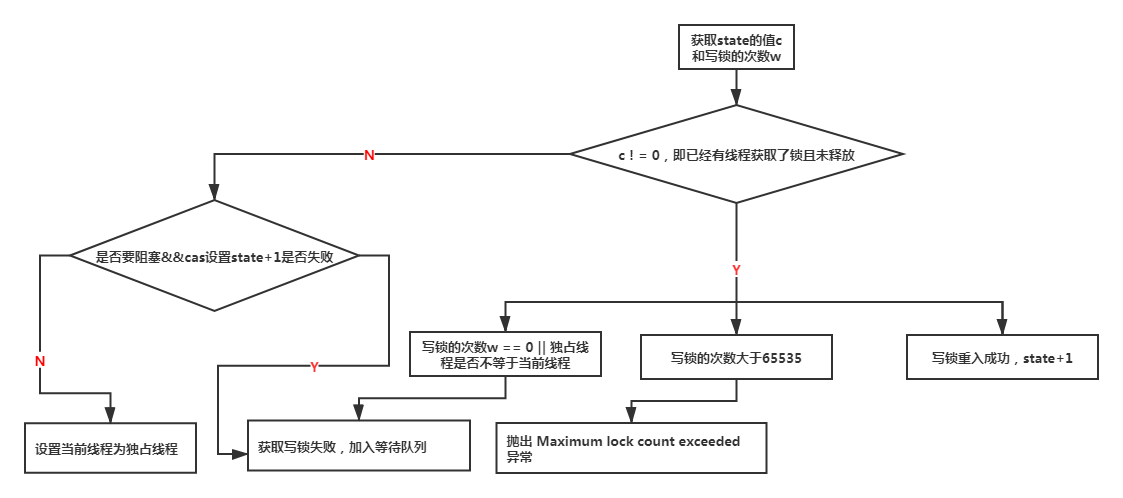 获取state的值c
和写锁的次数w
c！= 0，即已经有线程获取了锁且未释放
N
是否要阻塞&&cas设置state+1是否失败
Y
写锁的次数w == 0 || 独占线
程是否不等于当前线程
写锁的次数大于65535
写锁重入成功，state+1
N
Y
设置当前线程为独占线程
获取写锁失败，加入等待队列
抛出 Maximum lock count exceeded
异常